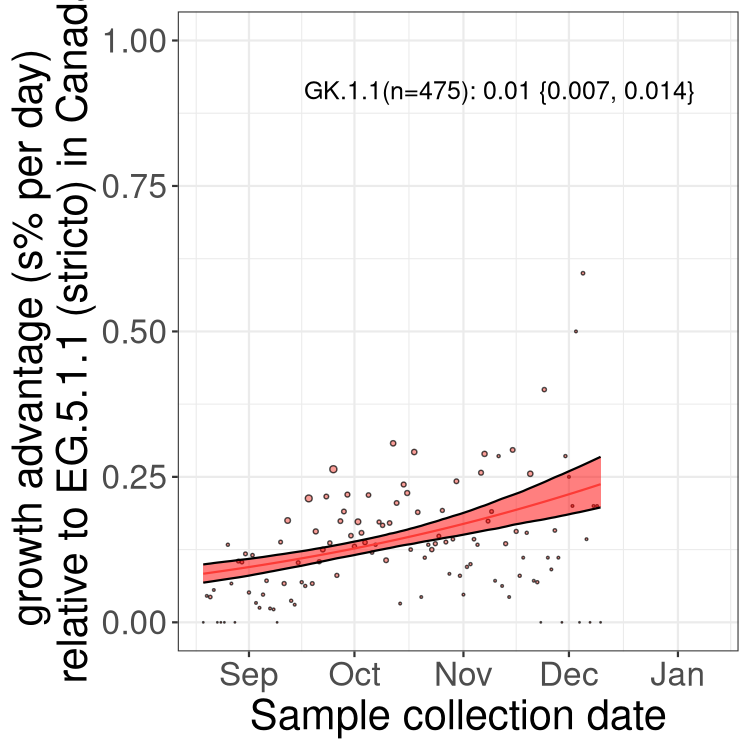 growth advantage (s% per day)
relative to EG.5.1.1 (stricto) in Canada
1.00
0.75
0.50
0.25
0.00
GK.1.1(n=475): 0.01 {0.007, 0.014}
Sep Oct Nov Dec Jan
Sample collection date